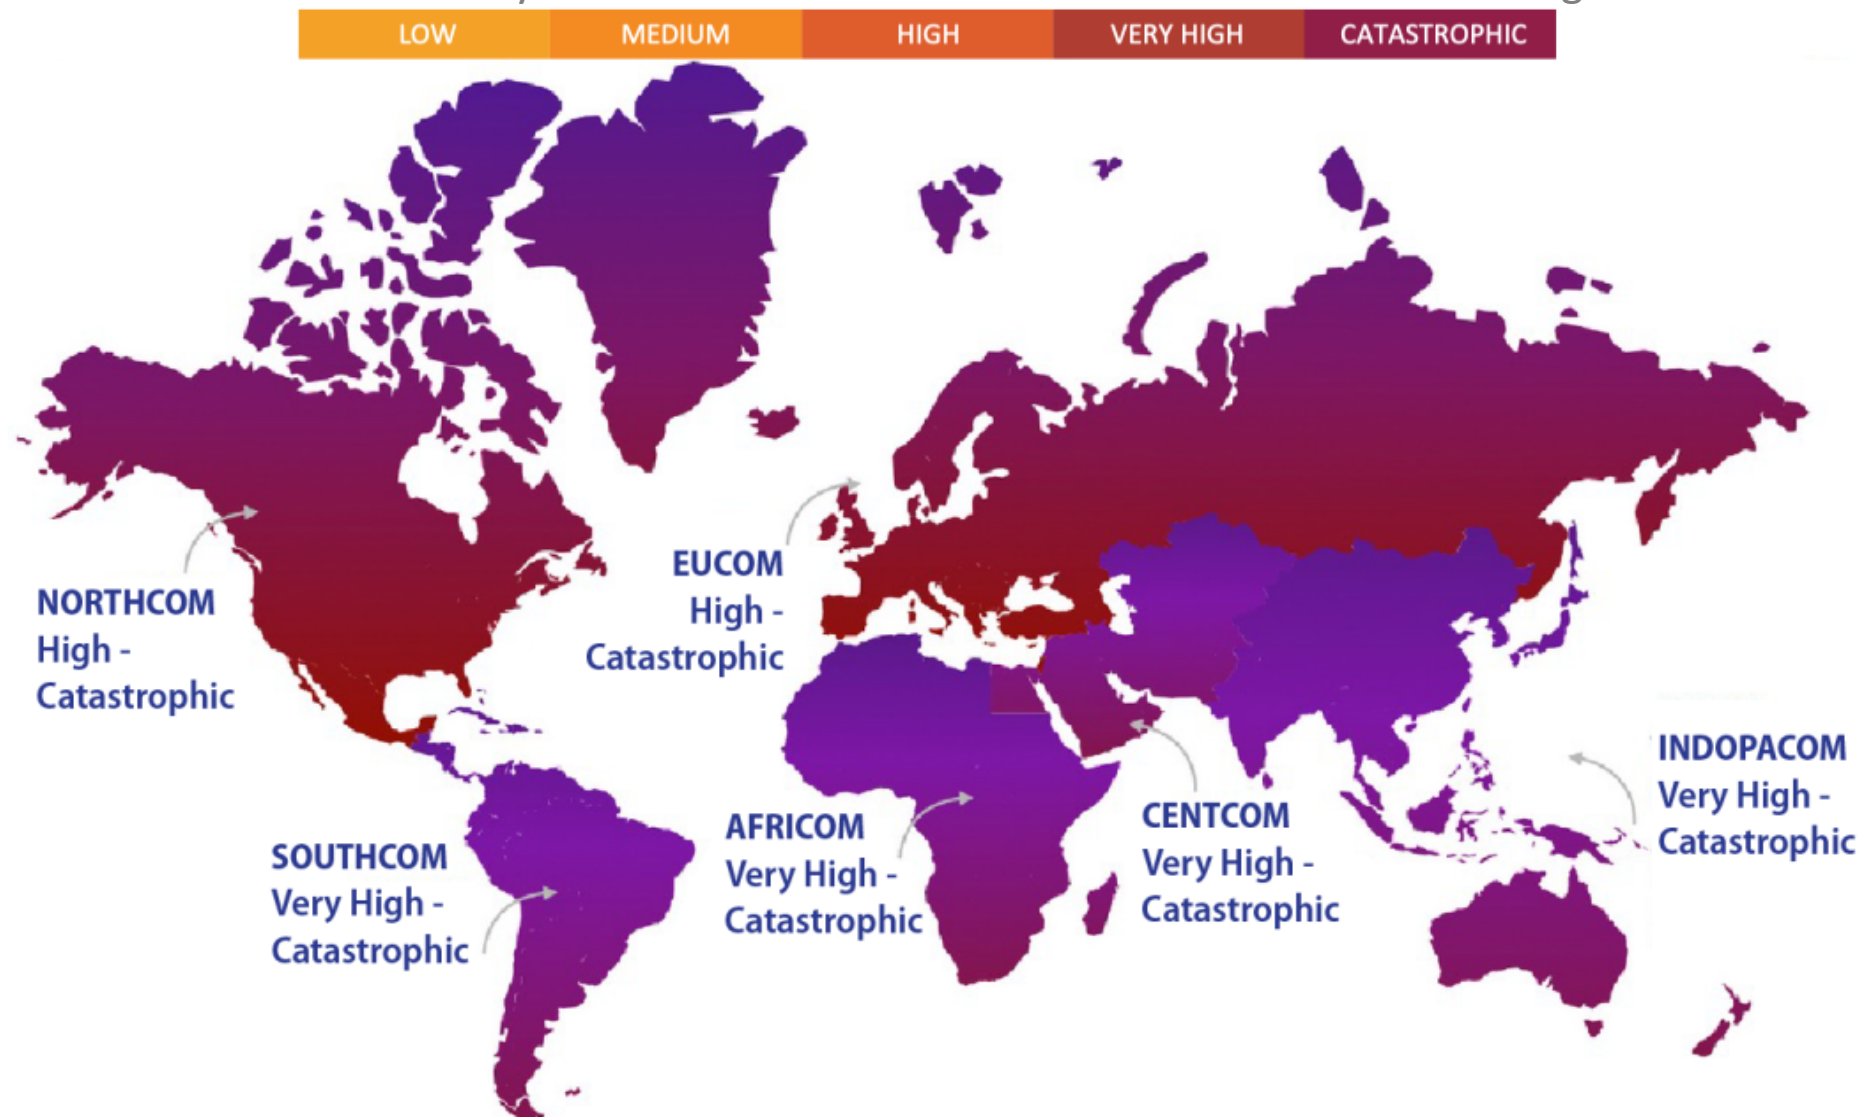 LOW MEDIUM HIGH VERY HIGH CATASTROPHIC
NORTHCOM
High -
Catastrophic
EUCOM
High -
Catastrophic
SOUTHCOM
Very High -
Catastrophic
AFRICOM
Very High -
Catastrophic
CENTCOM
Very High -
Catastrophic
INDOPACOM
Very High -
Catastrophic